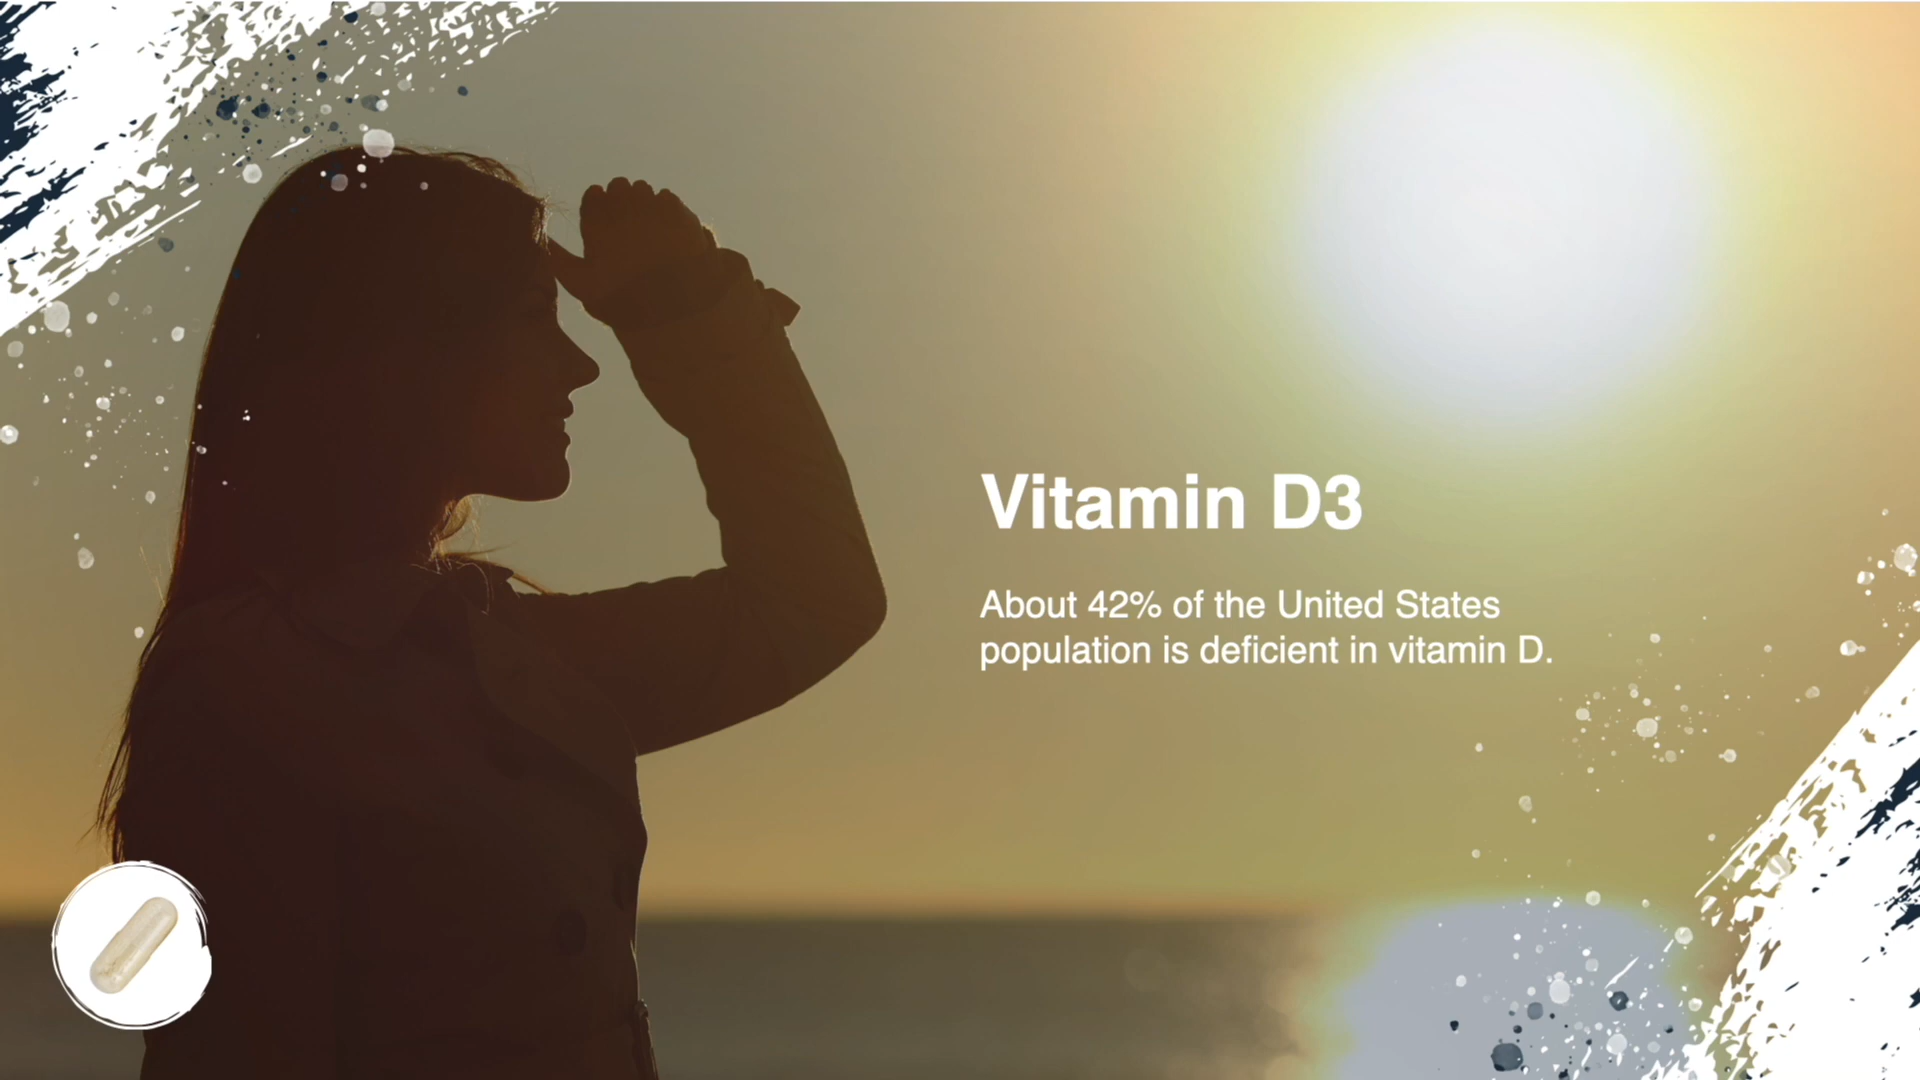 Vitamin D3
About 42% of the United States
population is deficient in vitamin D.